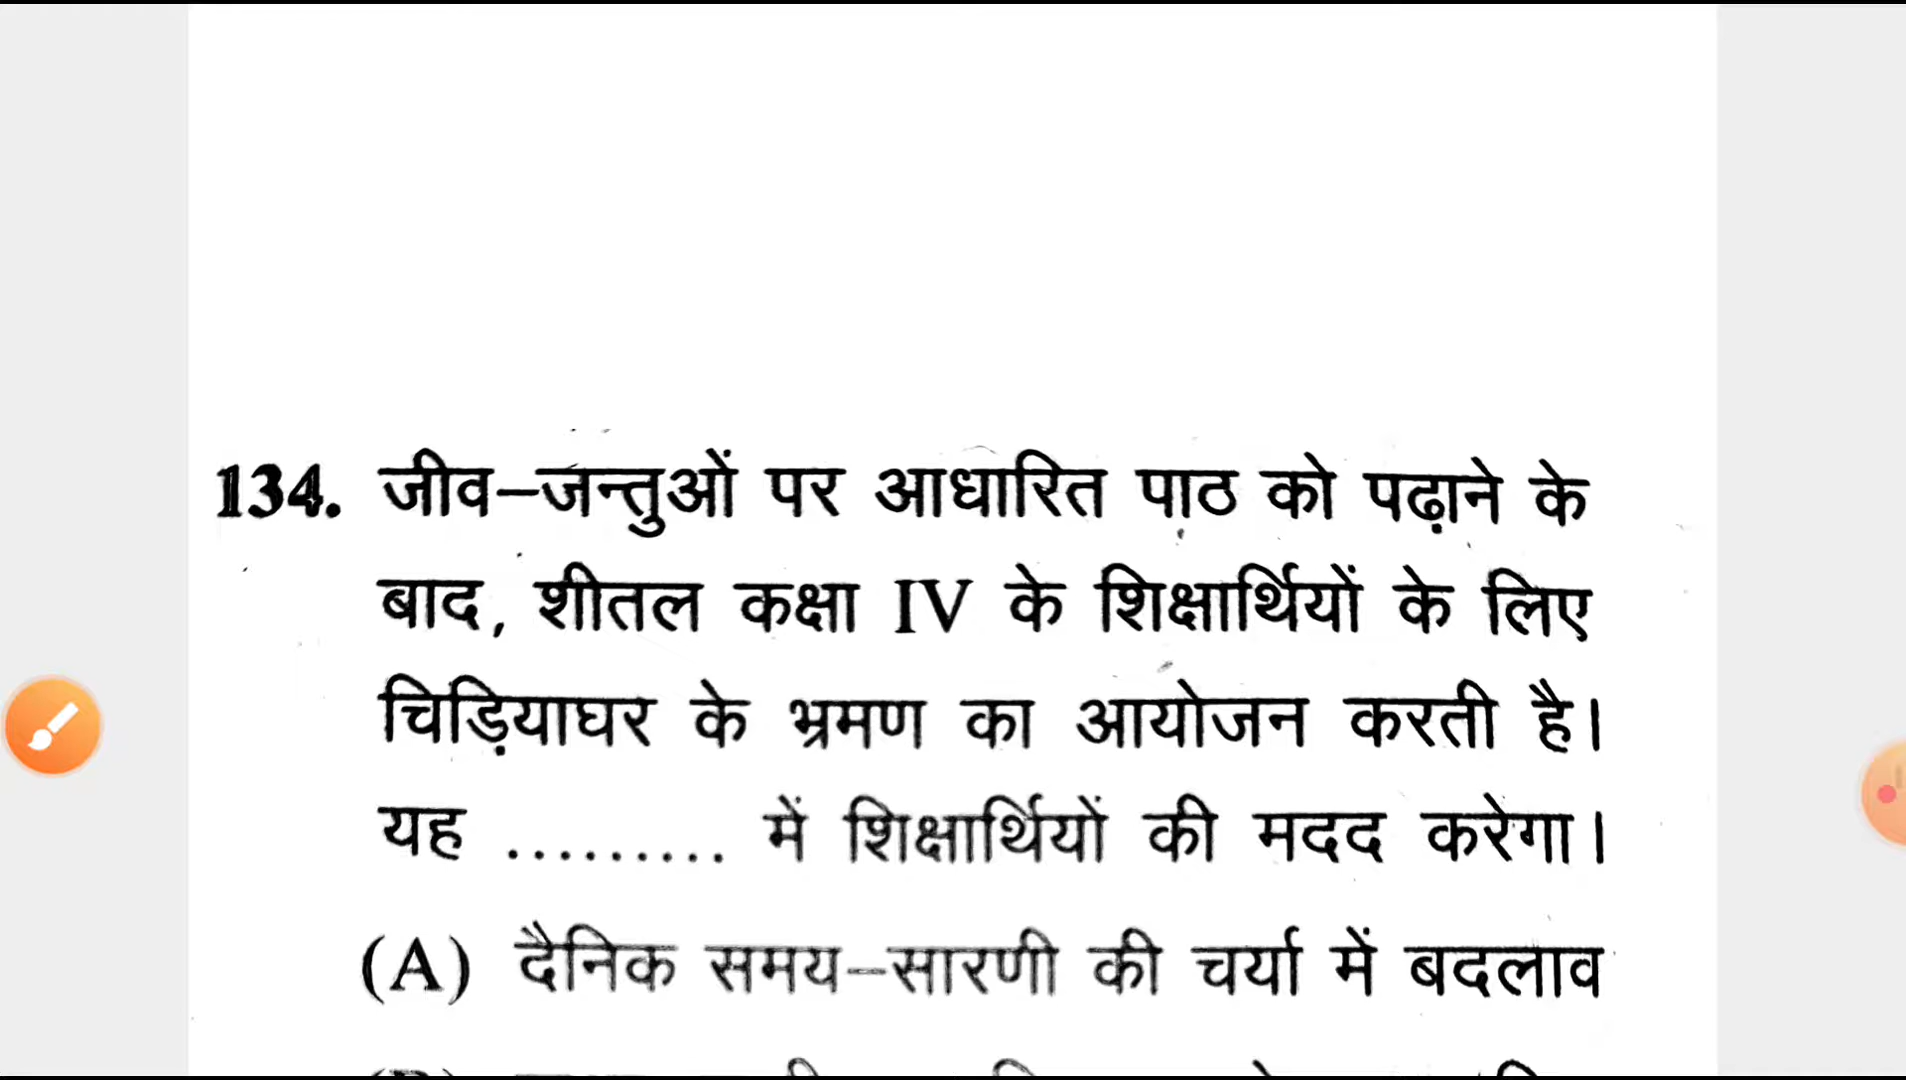 134. जीव–जन्तुओं पर आधारित पाठ को पढ़ाने के
बाद, शीतल कक्षा IV के शिक्षार्थियों के लिए
चिड़ियाघर के भ्रमण का आयोजन करती है।
यह ......... में शिक्षार्थियों की मदद करेगा।
(A) दैनिक समय–सारणी की चर्या में बदलाव